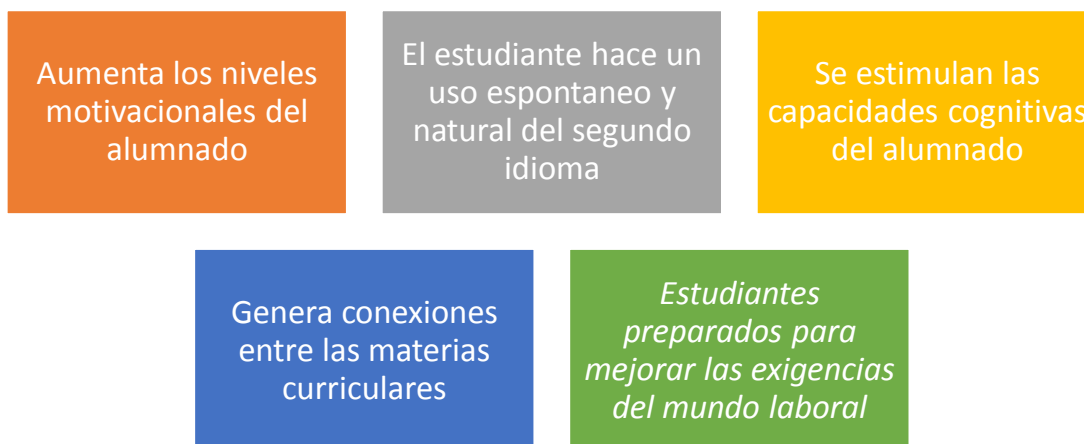 Aumenta los niveles
motivacionales del
alumnado
El estudiante hace un
uso espontaneo y
natural del segundo
idioma
Se estimulan las
capacidades cognitivas
del alumnado
Genera conexiones
entre las materias
curriculares
Estudiantes
preparados para
mejorar las exigencias
del mundo laboral